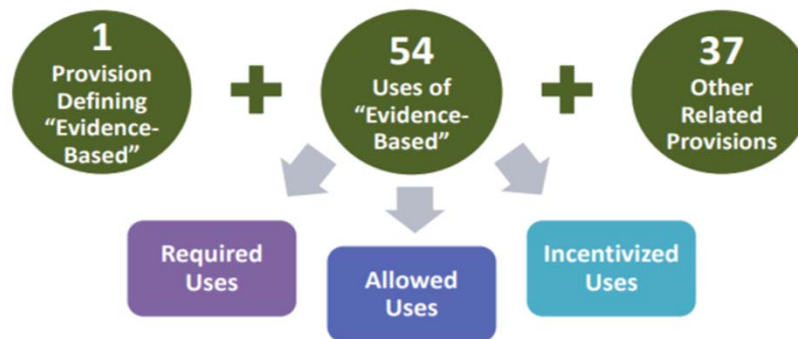 1
Provision
Defining
“Evidence-
Based”
54
Uses of
“Evidence-
Based”
37
Other
Related
Provisions
Required
Uses
Allowed
Uses
Incentivized
Uses